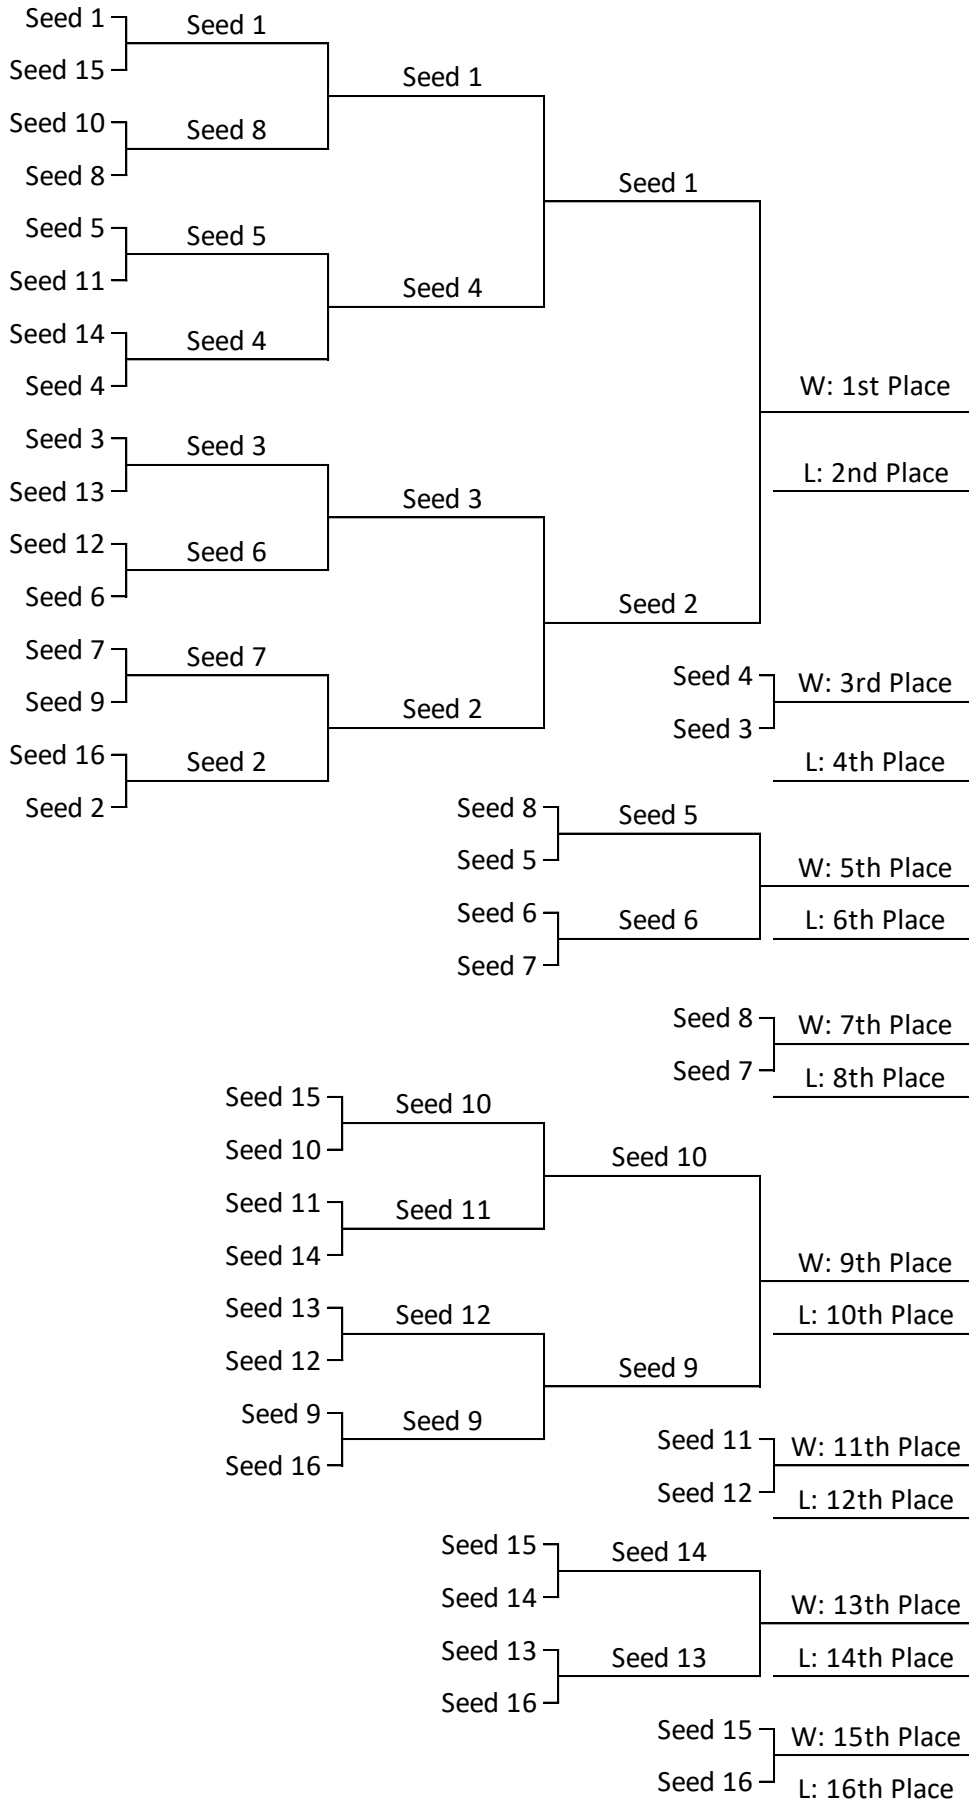 Seed 1
Seed 1
Seed 15
Seed 1
Seed 10
Seed 8
Seed 8
Seed 1
Seed 5
Seed 5
Seed 11
Seed 4
Seed 14
Seed 4
Seed 4
W: 1st Place
Seed 3
Seed 3
L: 2nd Place
Seed 13
Seed 3
Seed 12
Seed 6
Seed 6
Seed 2
Seed 7
Seed 7
Seed 9
Seed 2
Seed 16
Seed 2
Seed 2
Seed 4
W: 3rd Place
Seed 3
L: 4th Place
Seed 8
Seed 5
Seed 5
W: 5th Place
Seed 6
Seed 6
L: 6th Place
Seed 7
Seed 8
W: 7th Place
Seed 7
L: 8th Place
Seed 15
Seed 10
Seed 10
Seed 10
Seed 11
Seed 11
Seed 14
W: 9th Place
Seed 13
Seed 12
L: 10th Place
Seed 12
Seed 9
Seed 9
Seed 9
Seed 16
Seed 11
W: 11th Place
Seed 12
L: 12th Place
Seed 15
Seed 14
Seed 14
W: 13th Place
Seed 13
Seed 13
L: 14th Place
Seed 16
Seed 15
W: 15th Place
Seed 16
L: 16th Place